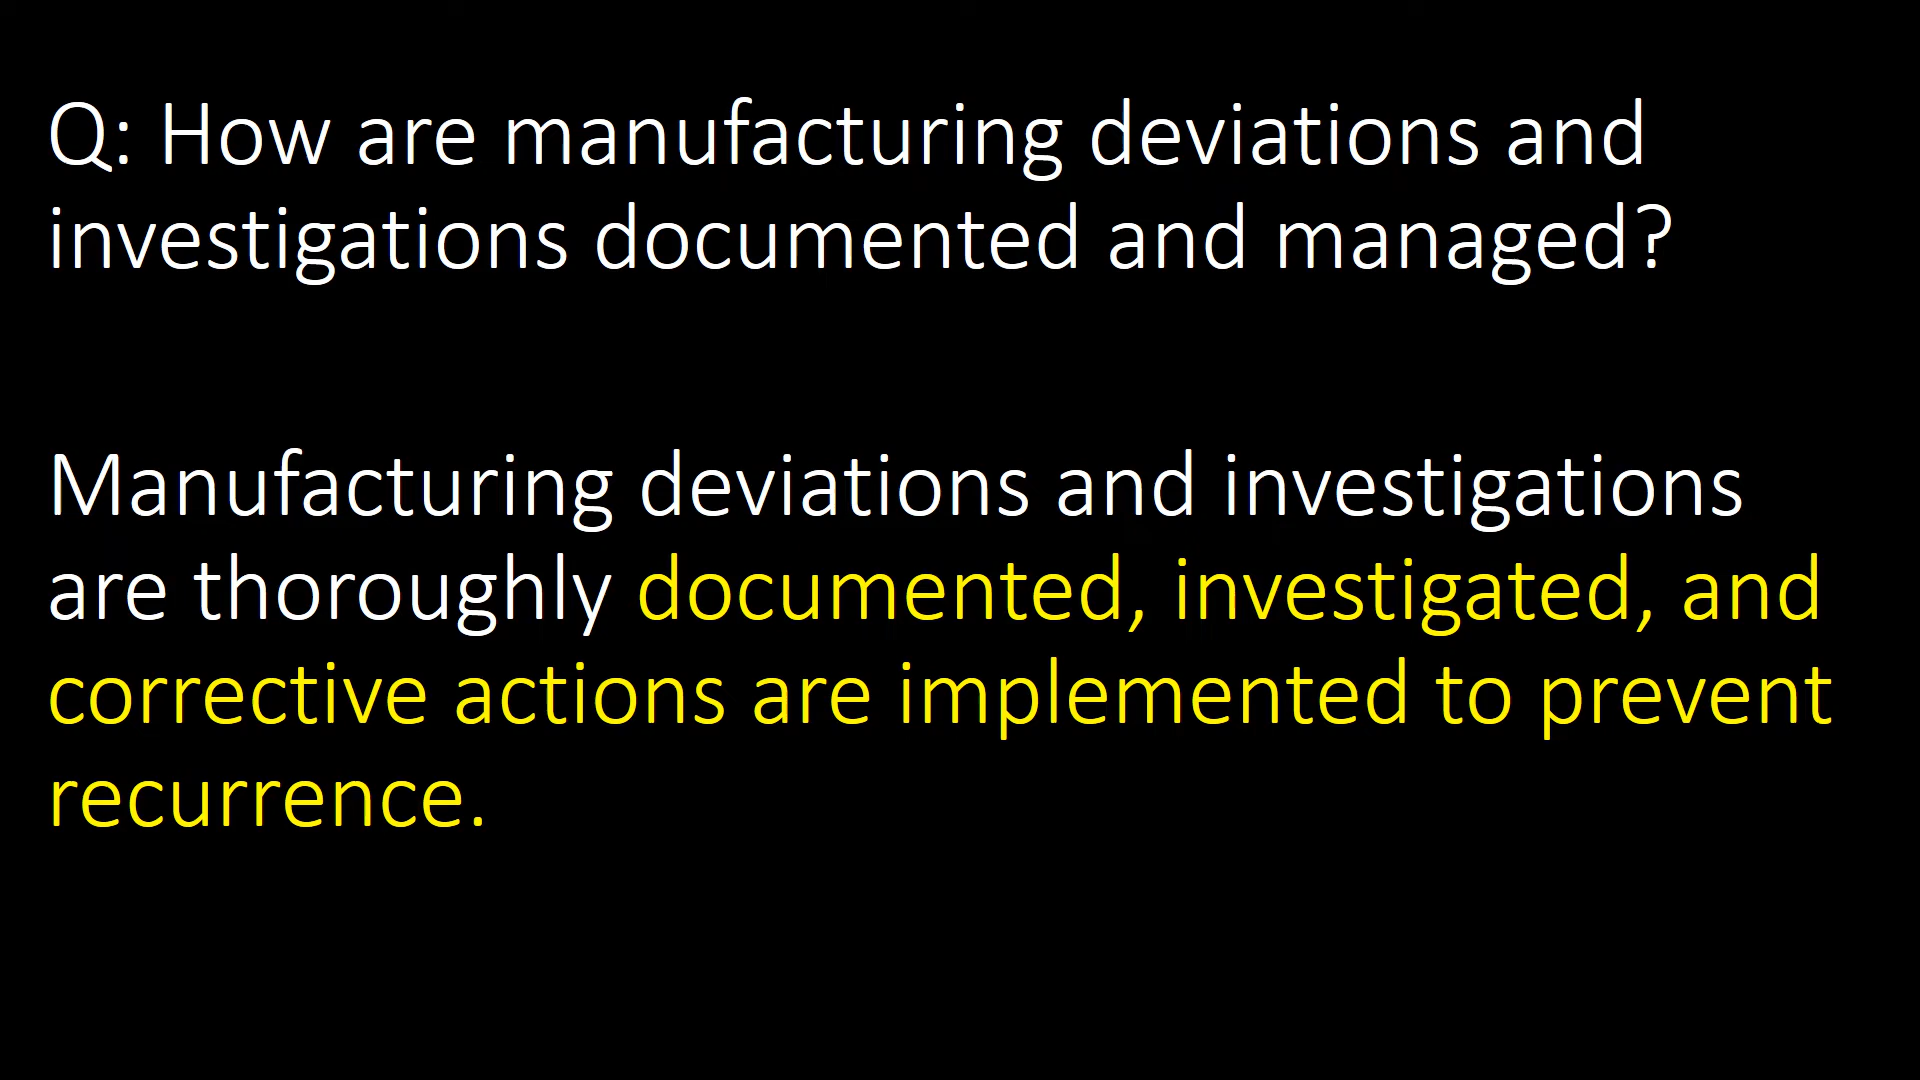 Q: How are manufacturing deviations and
investigations documented and managed?
Manufacturing deviations and investigations
are thoroughly documented, investigated, and
corrective actions are implemented to prevent
recurrence.